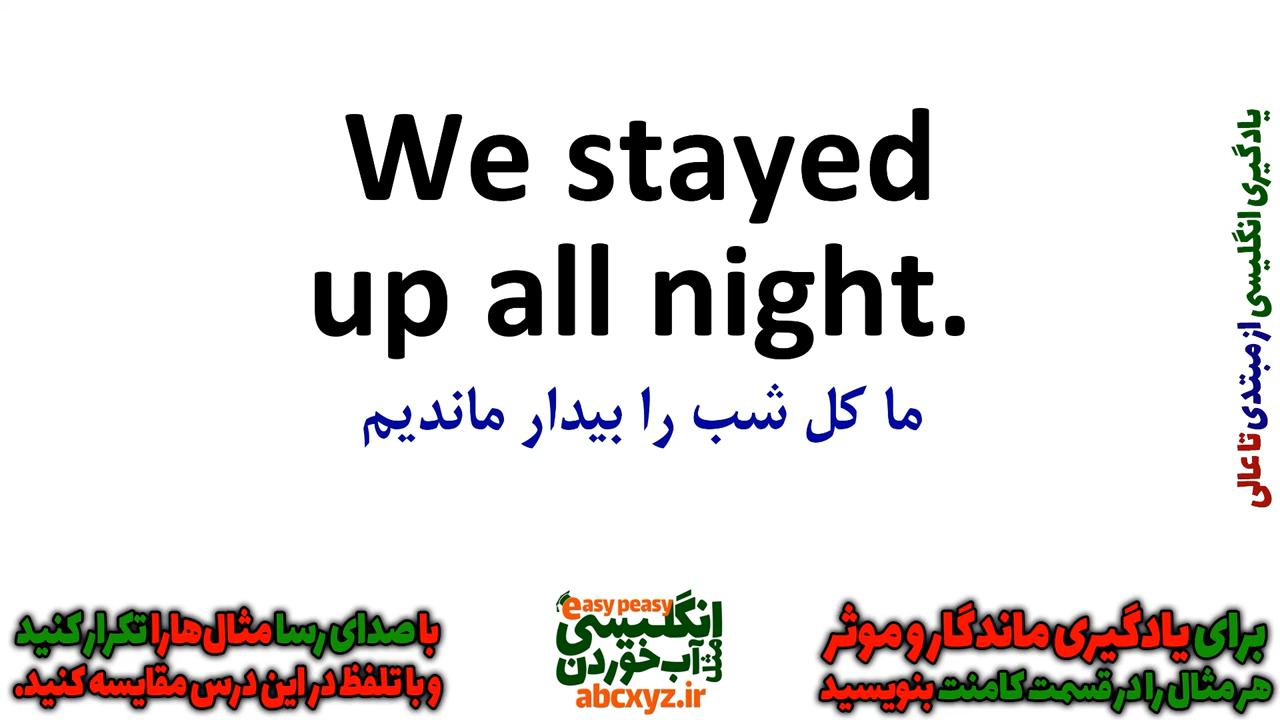 We stayed
up all night.
ما کل شب را بیدار ماندیم
یادگیری انگلیسی از مبتدی تا عالی
برای یادگیری ماندگار و موثر
هر مثال را در قسمت کامنت بنویسید
easy peasy
انگلیسی
مثل
آب خوردن
abcxyz.ir
با صدای رسا مثال‌ها را تکرار کنید
و با تلفظ در این درس مقایسه کنید.